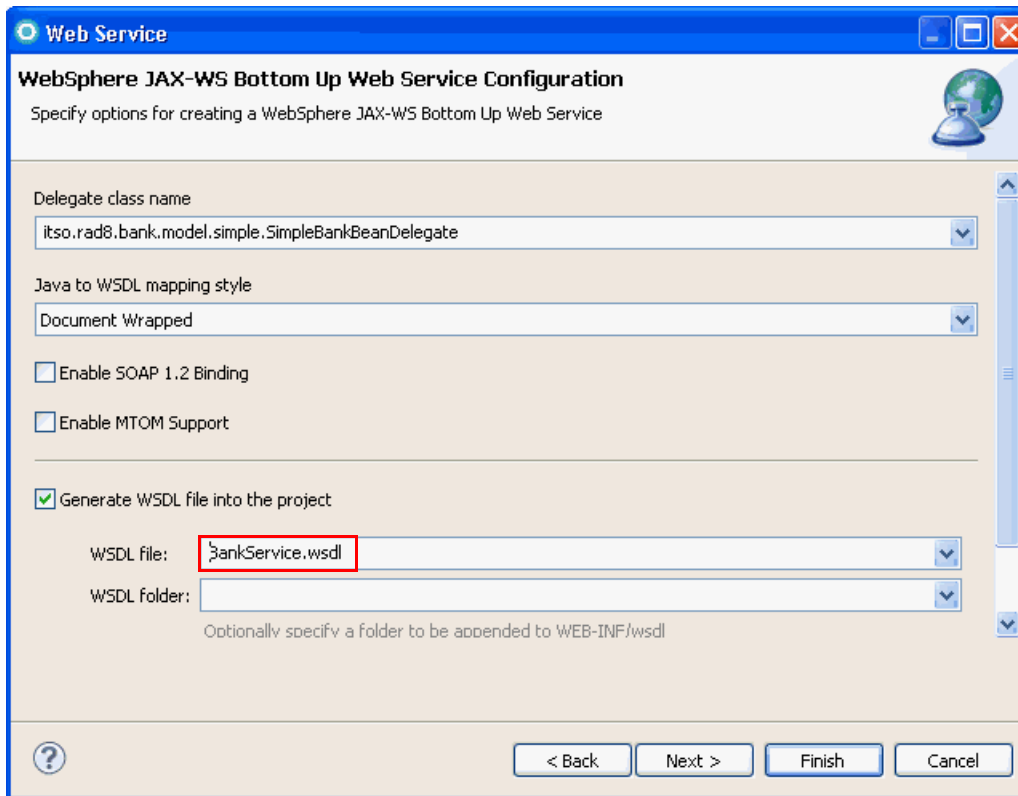 Web Service
WebSphere JAX-WS Bottom Up Web Service Configuration
Specify options for creating a WebSphere JAX-WS Bottom Up Web Service
Delegate class name
itso.rad8.bank.model.simple.SimpleBankBeanDelegate
Java to WSDL mapping style
Document Wrapped
Enable SOAP 1.2 Binding
Enable MTOM Support
Generate WSDL file into the project
WSDL file: BankService.wsdl
WSDL folder:
Optionally specify a folder to be appended to WEB-INF/wsdl
? < Back Next > Finish Cancel